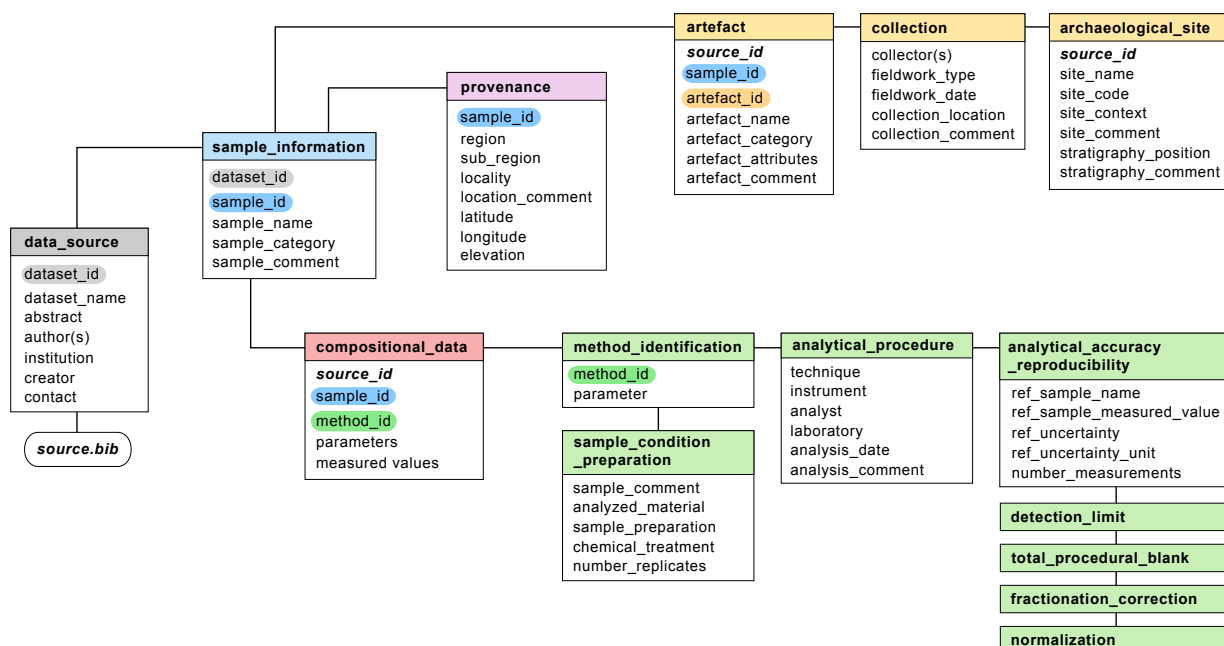 artefact
source_id
sample_id
artefact_id
artefact_name
artefact_category
artefact_attributes
artefact_comment
collection
collector(s)
fieldwork_type
fieldwork_date
collection_location
collection_comment
archaeological_site
source_id
site_name
site_code
site_context
site_comment
stratigraphy_position
stratigraphy_comment
provenance
sample_id
region
sub_region
locality
location_comment
latitude
longitude
elevation
sample_information
dataset_id
sample_id
sample_name
sample_category
sample_comment
data_source
dataset_id
dataset_name
abstract
author(s)
institution
creator
contact
source.bib
compositional_data
source_id
sample_id
method_id
parameters
measured values
method_identification
method_id
parameter
sample_condition
_preparation
sample_comment
analyzed_material
sample_preparation
chemical_treatment
number_replicates
analytical_procedure
technique
instrument
analyst
laboratory
analysis_date
analysis_comment
analytical_accuracy
_reproducibility
ref_sample_name
ref_sample_measured_value
ref_uncertainty
ref_uncertainty_unit
number_measurements
detection_limit
total_procedural_blank
fractionation_correction
normalization